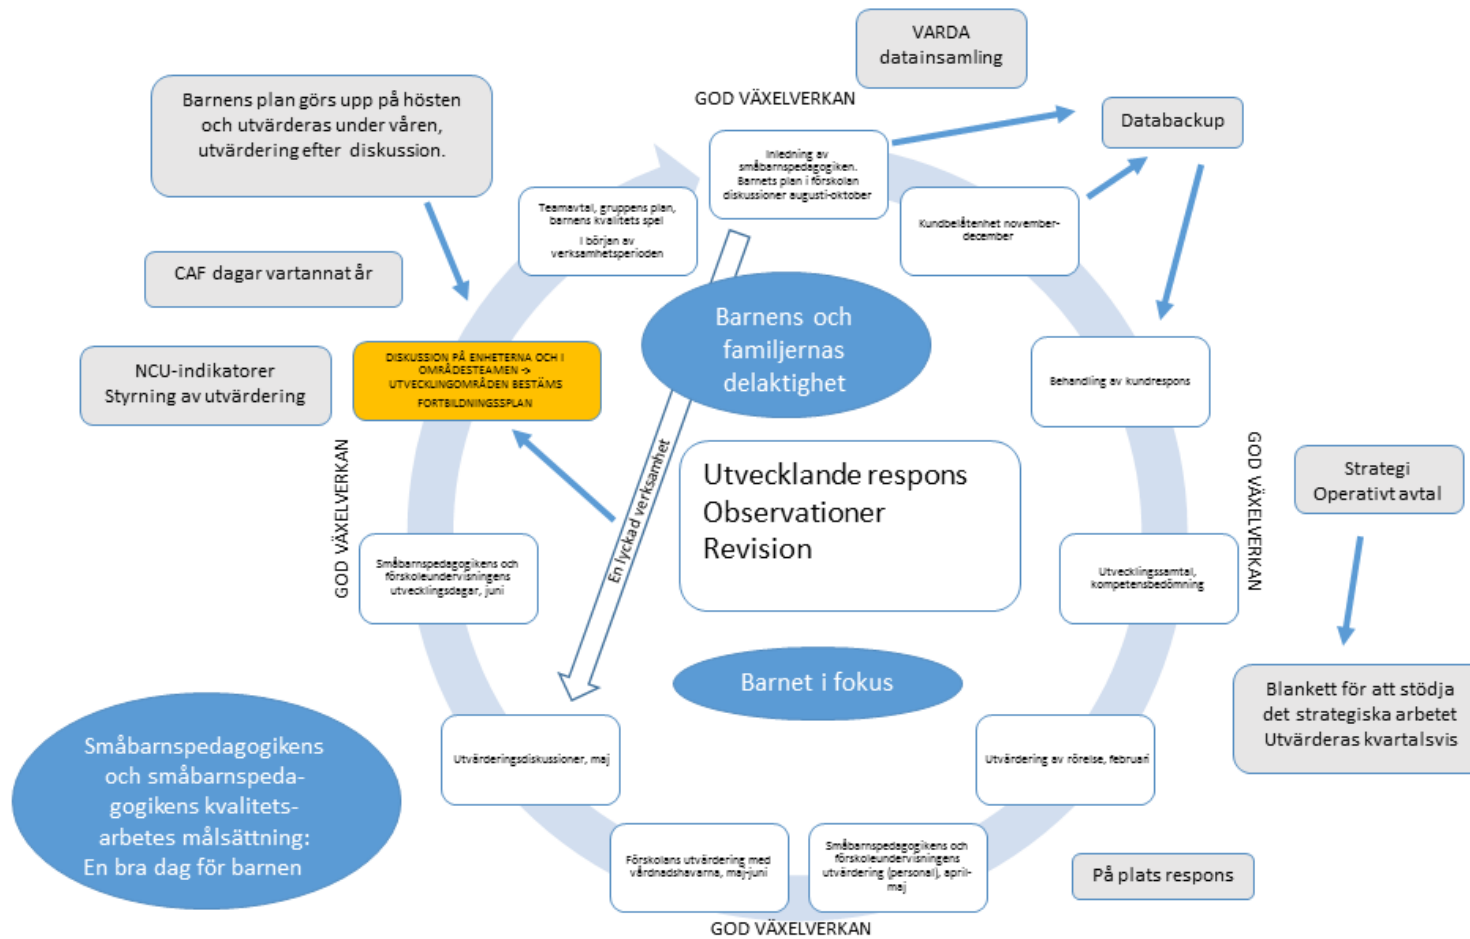 VARDA
datainsamling
GOD VÄXELVERKAN
Barnens plan görs upp på hösten
och utvärderas under våren,
utvärdering efter diskussion.
Databackup
Inledning av
småbarnspedagogiken.
Barnets plan i förskolan
diskussioner augusti-oktober
Teamavtal, gruppens plan,
barnens kvalitets spel
I början av
verksamhetsperioden
Kundbelåtenhet november-
december
CAF dagar vartannat år
Barnens och
familjernas
delaktighet
NCU-indikatorer
Styrning av utvärdering
DISKUSSION PÅ ENHETERNA OCH I
OMRÅDESTEAMEN ->
UTVECKLINGOMRÅDEN BESTÄMS
FORTBILDNINGSSPLAN
Behandling av kundrespons
GOD VÄXELVERKAN
En lyckad verksamhet
Utvecklande respons
Observationer
Revision
GOD VÄXELVERKAN
Strategi
Operativt avtal
Småbarnspedagogikens och
förskoleundervisningens
utvecklingsdagar, juni
Utvecklingssamtal,
kompetensbedömning
Barnet i fokus
Blankett för att stödja
det strategiska arbetet
Utvärderas kvartalsvis
Småbarnspedagogikens
och småbarnspeda-
gogikens kvalitets-
arbetes målsättning:
En bra dag för barnen
Utvärderingsdiskussioner, maj
Utvärdering av rörelse, februari
Förskolans utvärdering med
vårdnadshavarna, maj-juni
Småbarnspedagogikens och
förskoleundervisningens
utvärdering (personal), april-
maj
På plats respons
GOD VÄXELVERKAN